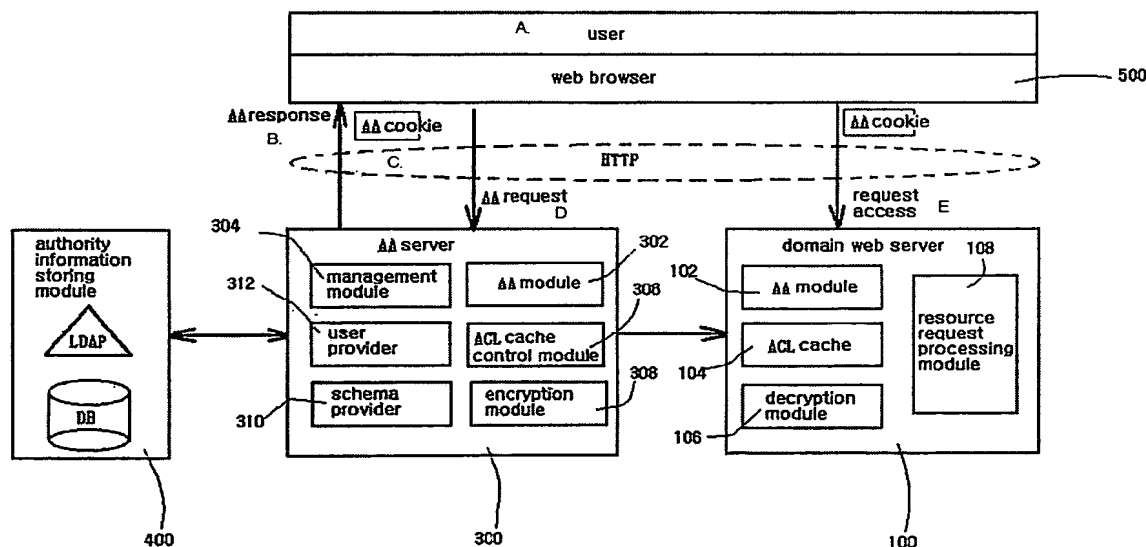 A.
user
web browser
500
AA response
AA cookie
AA cookie
B.
C.
HTTP
AA request
D
request
access
E
authority
information
storing
module
LDAP
DB
400
304
312
310
AA server
management
module
AA module
user
provider
ACL cache
control module
schema
provider
encryption
module
302
306
308
300
domain web server
102
104
106
AA module
ACL cache
decryption
module
108
resource
request
processing
module
100